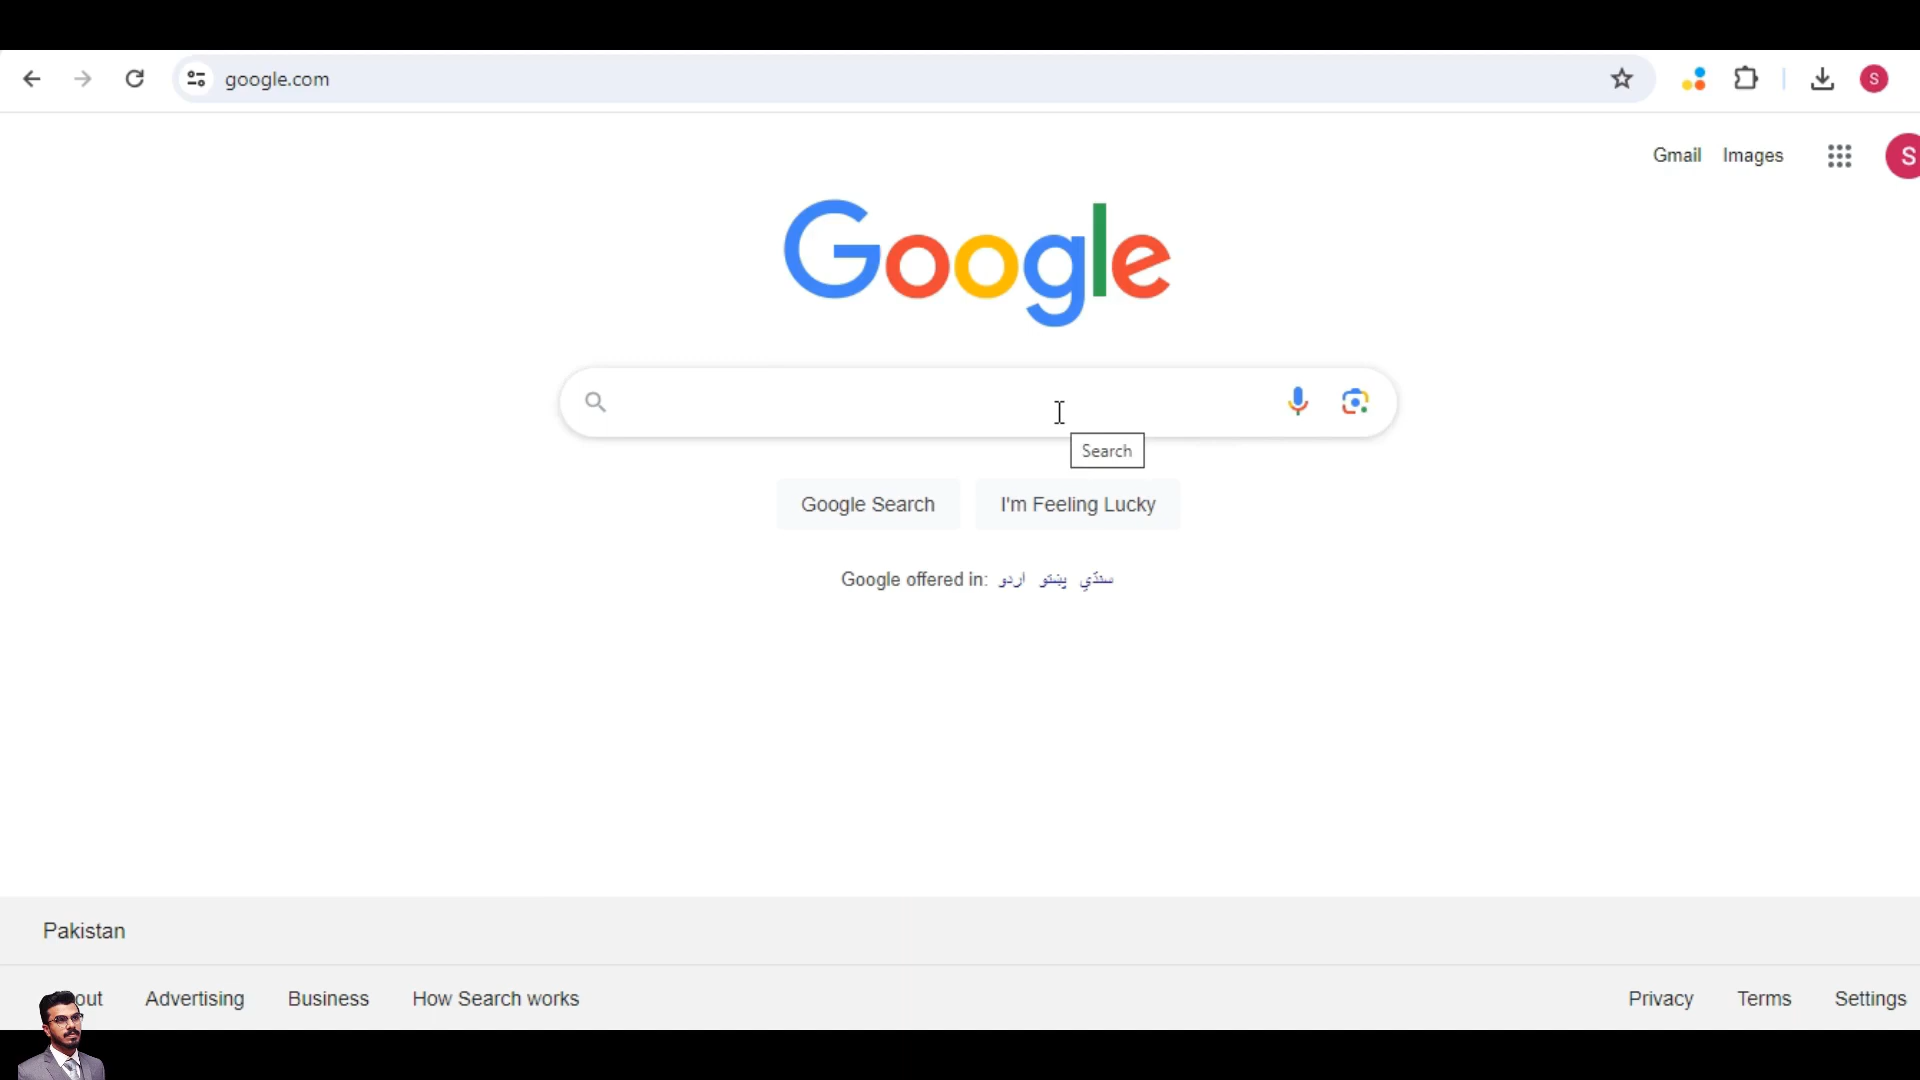 google.com
S
Gmail Images
S
Google
Search
Google Search I'm Feeling Lucky
Google offered in: اردو پښتو سنڌي
Pakistan
Advertising Business How Search works Privacy Terms Settings